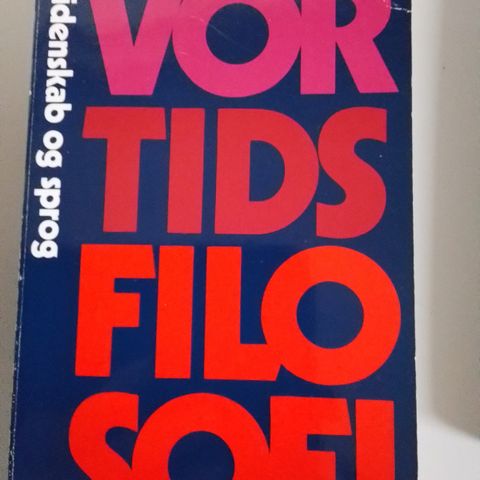 VOR
TIDS
FILO
SOFI
idenskab og sprog